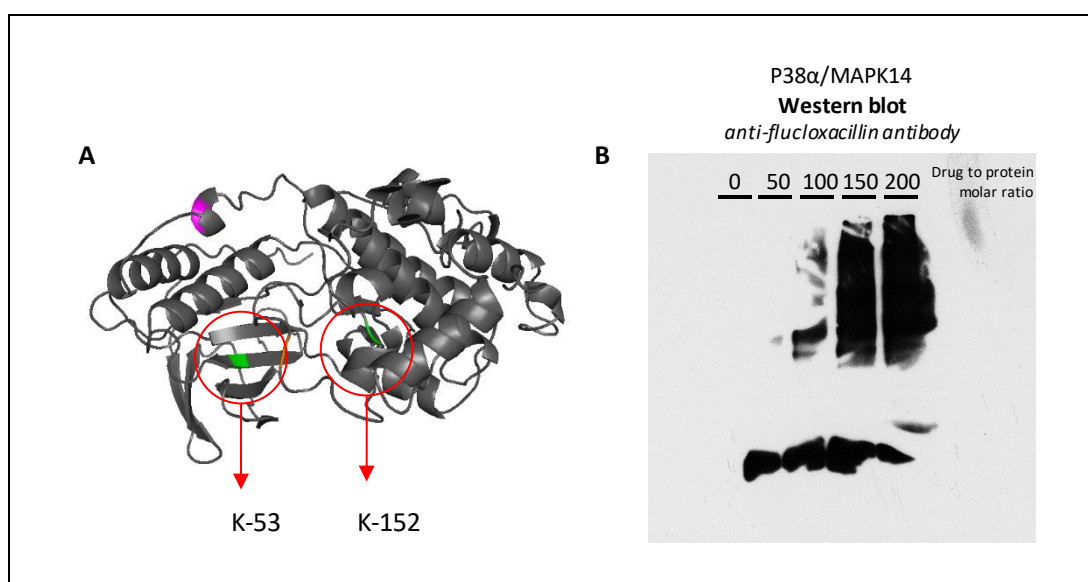 P38α/MAPK14
Western blot
anti-flucloxacillin antibody
A
B
0 50 100 150 200
Drug to protein
molar ratio
K-53
K-152